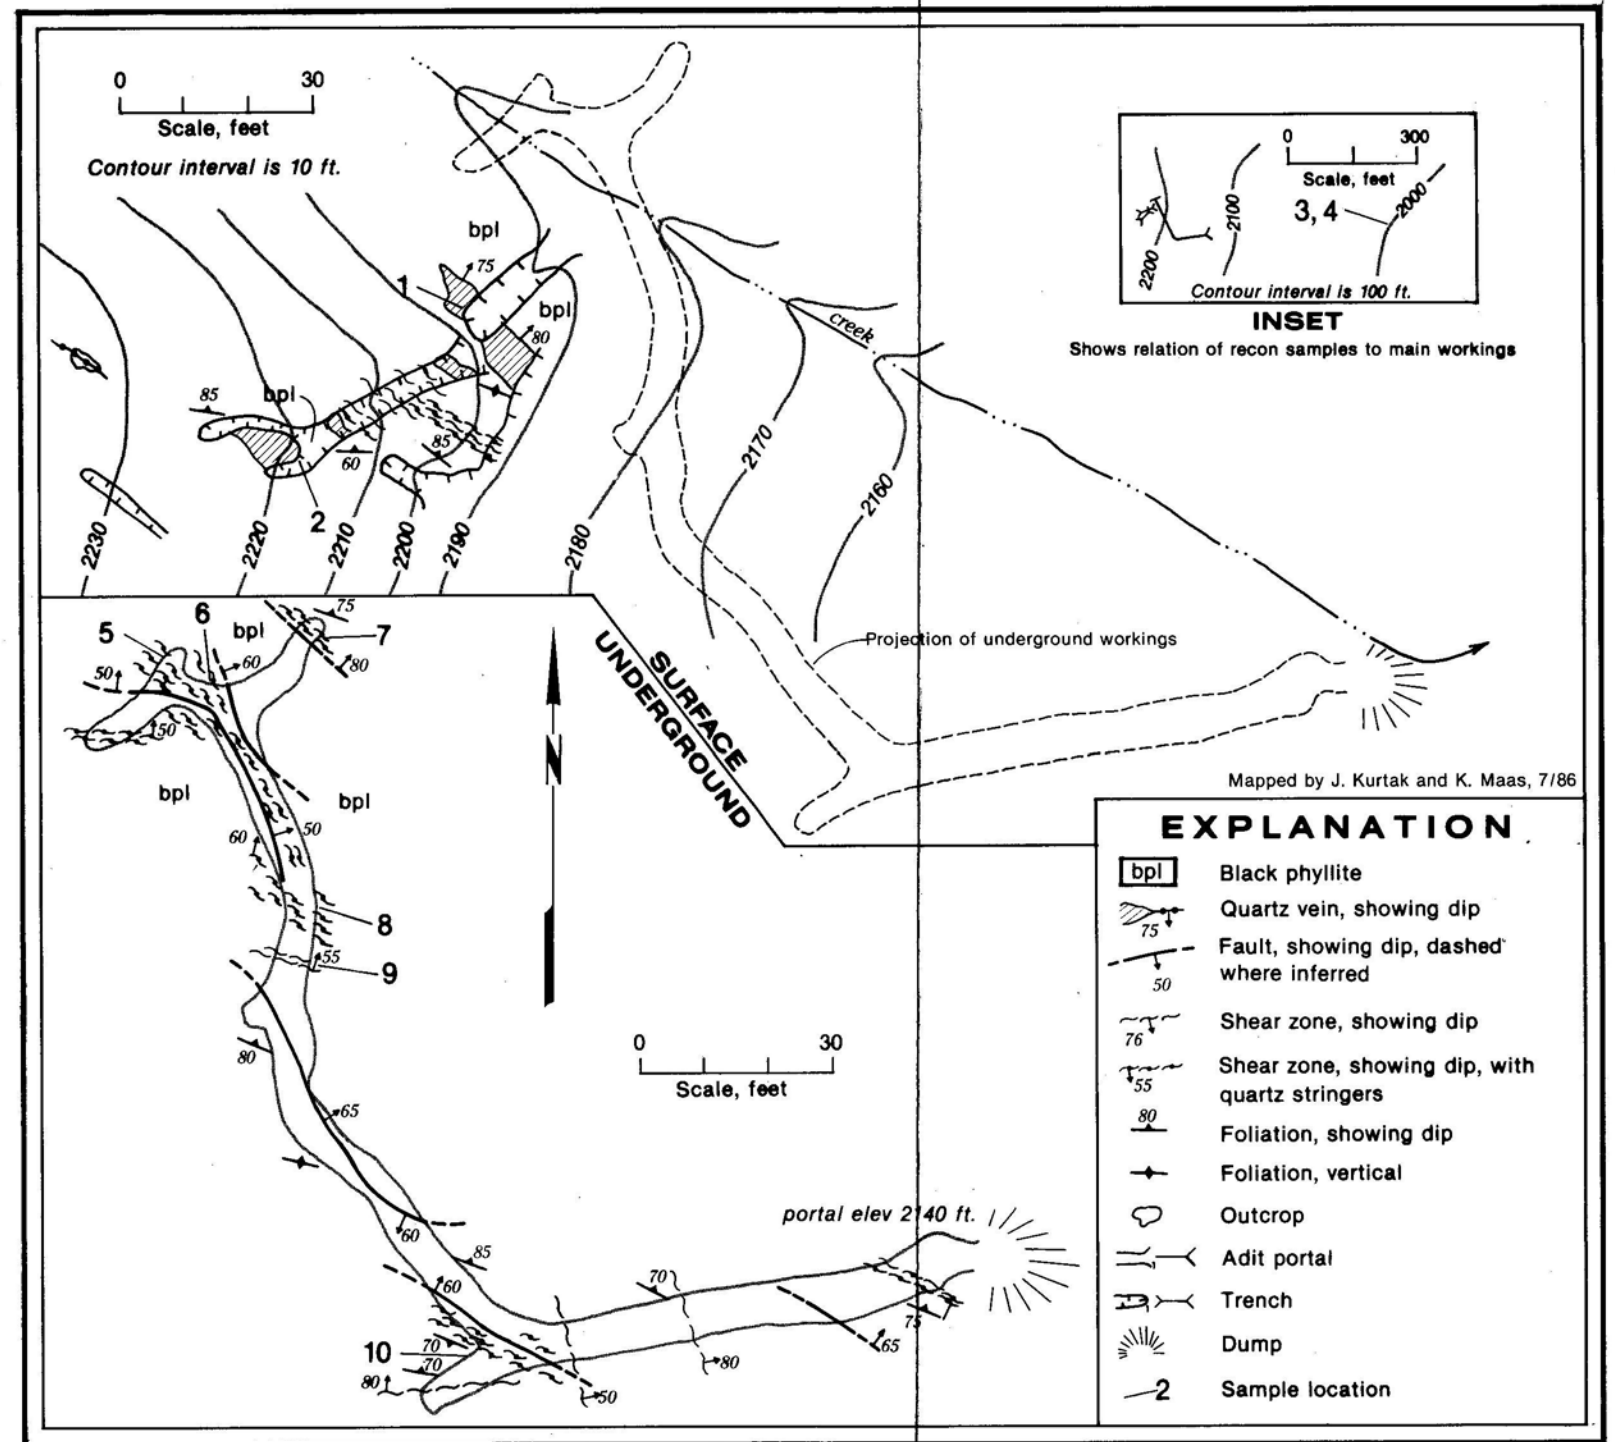 0 30
Scale, feet
Contour interval is 10 ft.
bpl
75
1
bpl
80
85
bpl
85
60
2
2230
2220
2210
2200
2190
2180
2170
2160
creek
0 300
Scale, feet
3, 4
2200
2100
2000
Contour interval is 100 ft.
INSET
Shows relation of recon samples to main workings
Projection of underground workings
SURFACE
UNDERGROUND
Mapped by J. Kurtak and K. Maas, 7/86
5
6
bpl
75
7
60
80
50
50
bpl
bpl
60
50
8
55
9
N
80
0 30
Scale, feet
65
60
85
portal elev 2140 ft.
60
70
75
65
10
70
70
80
80
50
EXPLANATION
bpl Black phyllite
75 Quartz vein, showing dip
50 Fault, showing dip, dashed
where inferred
76 Shear zone, showing dip
55 Shear zone, showing dip, with
quartz stringers
80 Foliation, showing dip
Foliation, vertical
Outcrop
Adit portal
Trench
Dump
2 Sample location